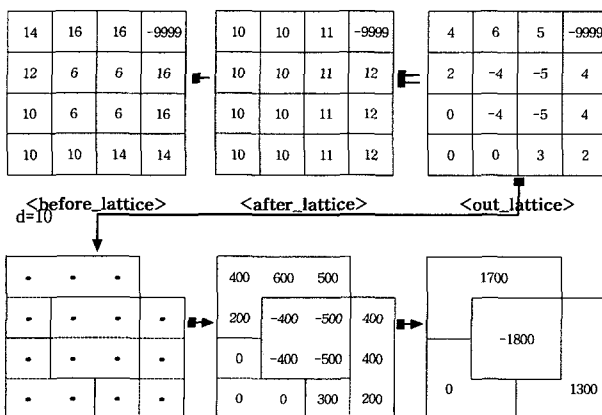 14 16 16 -9999 10 10 11 -9999 4 6 5 -9999
12 6 6 16 10 10 11 12 2 -4 -5 4
10 6 6 16 10 10 11 12 0 -4 -5 4
10 10 14 14 10 10 11 12 0 0 3 2
<before_lattice> <after_lattice> <out_lattice>
d=10
400 600 500 1700
200 -400 -500 400
-1800
0 -400 -500 400
0 0 300 200 0 1300